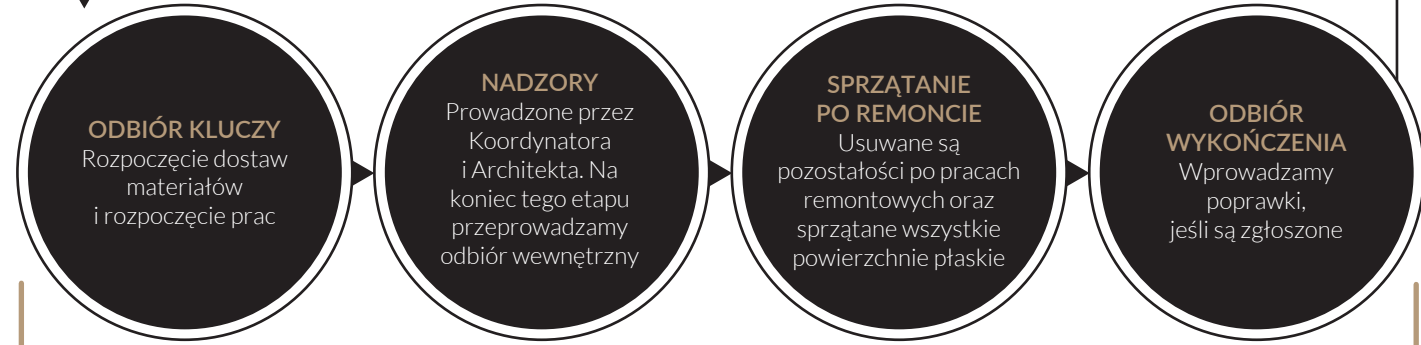 ODBIÓR KLUCZY
Rozpoczęcie dostaw
materiałów
i rozpoczęcie prac
NADZORY
Prowadzone przez
Koordynatora
i Architekta. Na
koniec tego etapu
przeprowadzamy
odbiór wewnętrzny
SPRZĄTANIE
PO REMONCIE
Usuwane są
pozostałości po pracach
remontowych oraz
sprzątane wszystkie
powierzchnie płaskie
ODBIÓR
WYKOŃCZENIA
Wprowadzamy
poprawki,
jeśli są zgłoszone